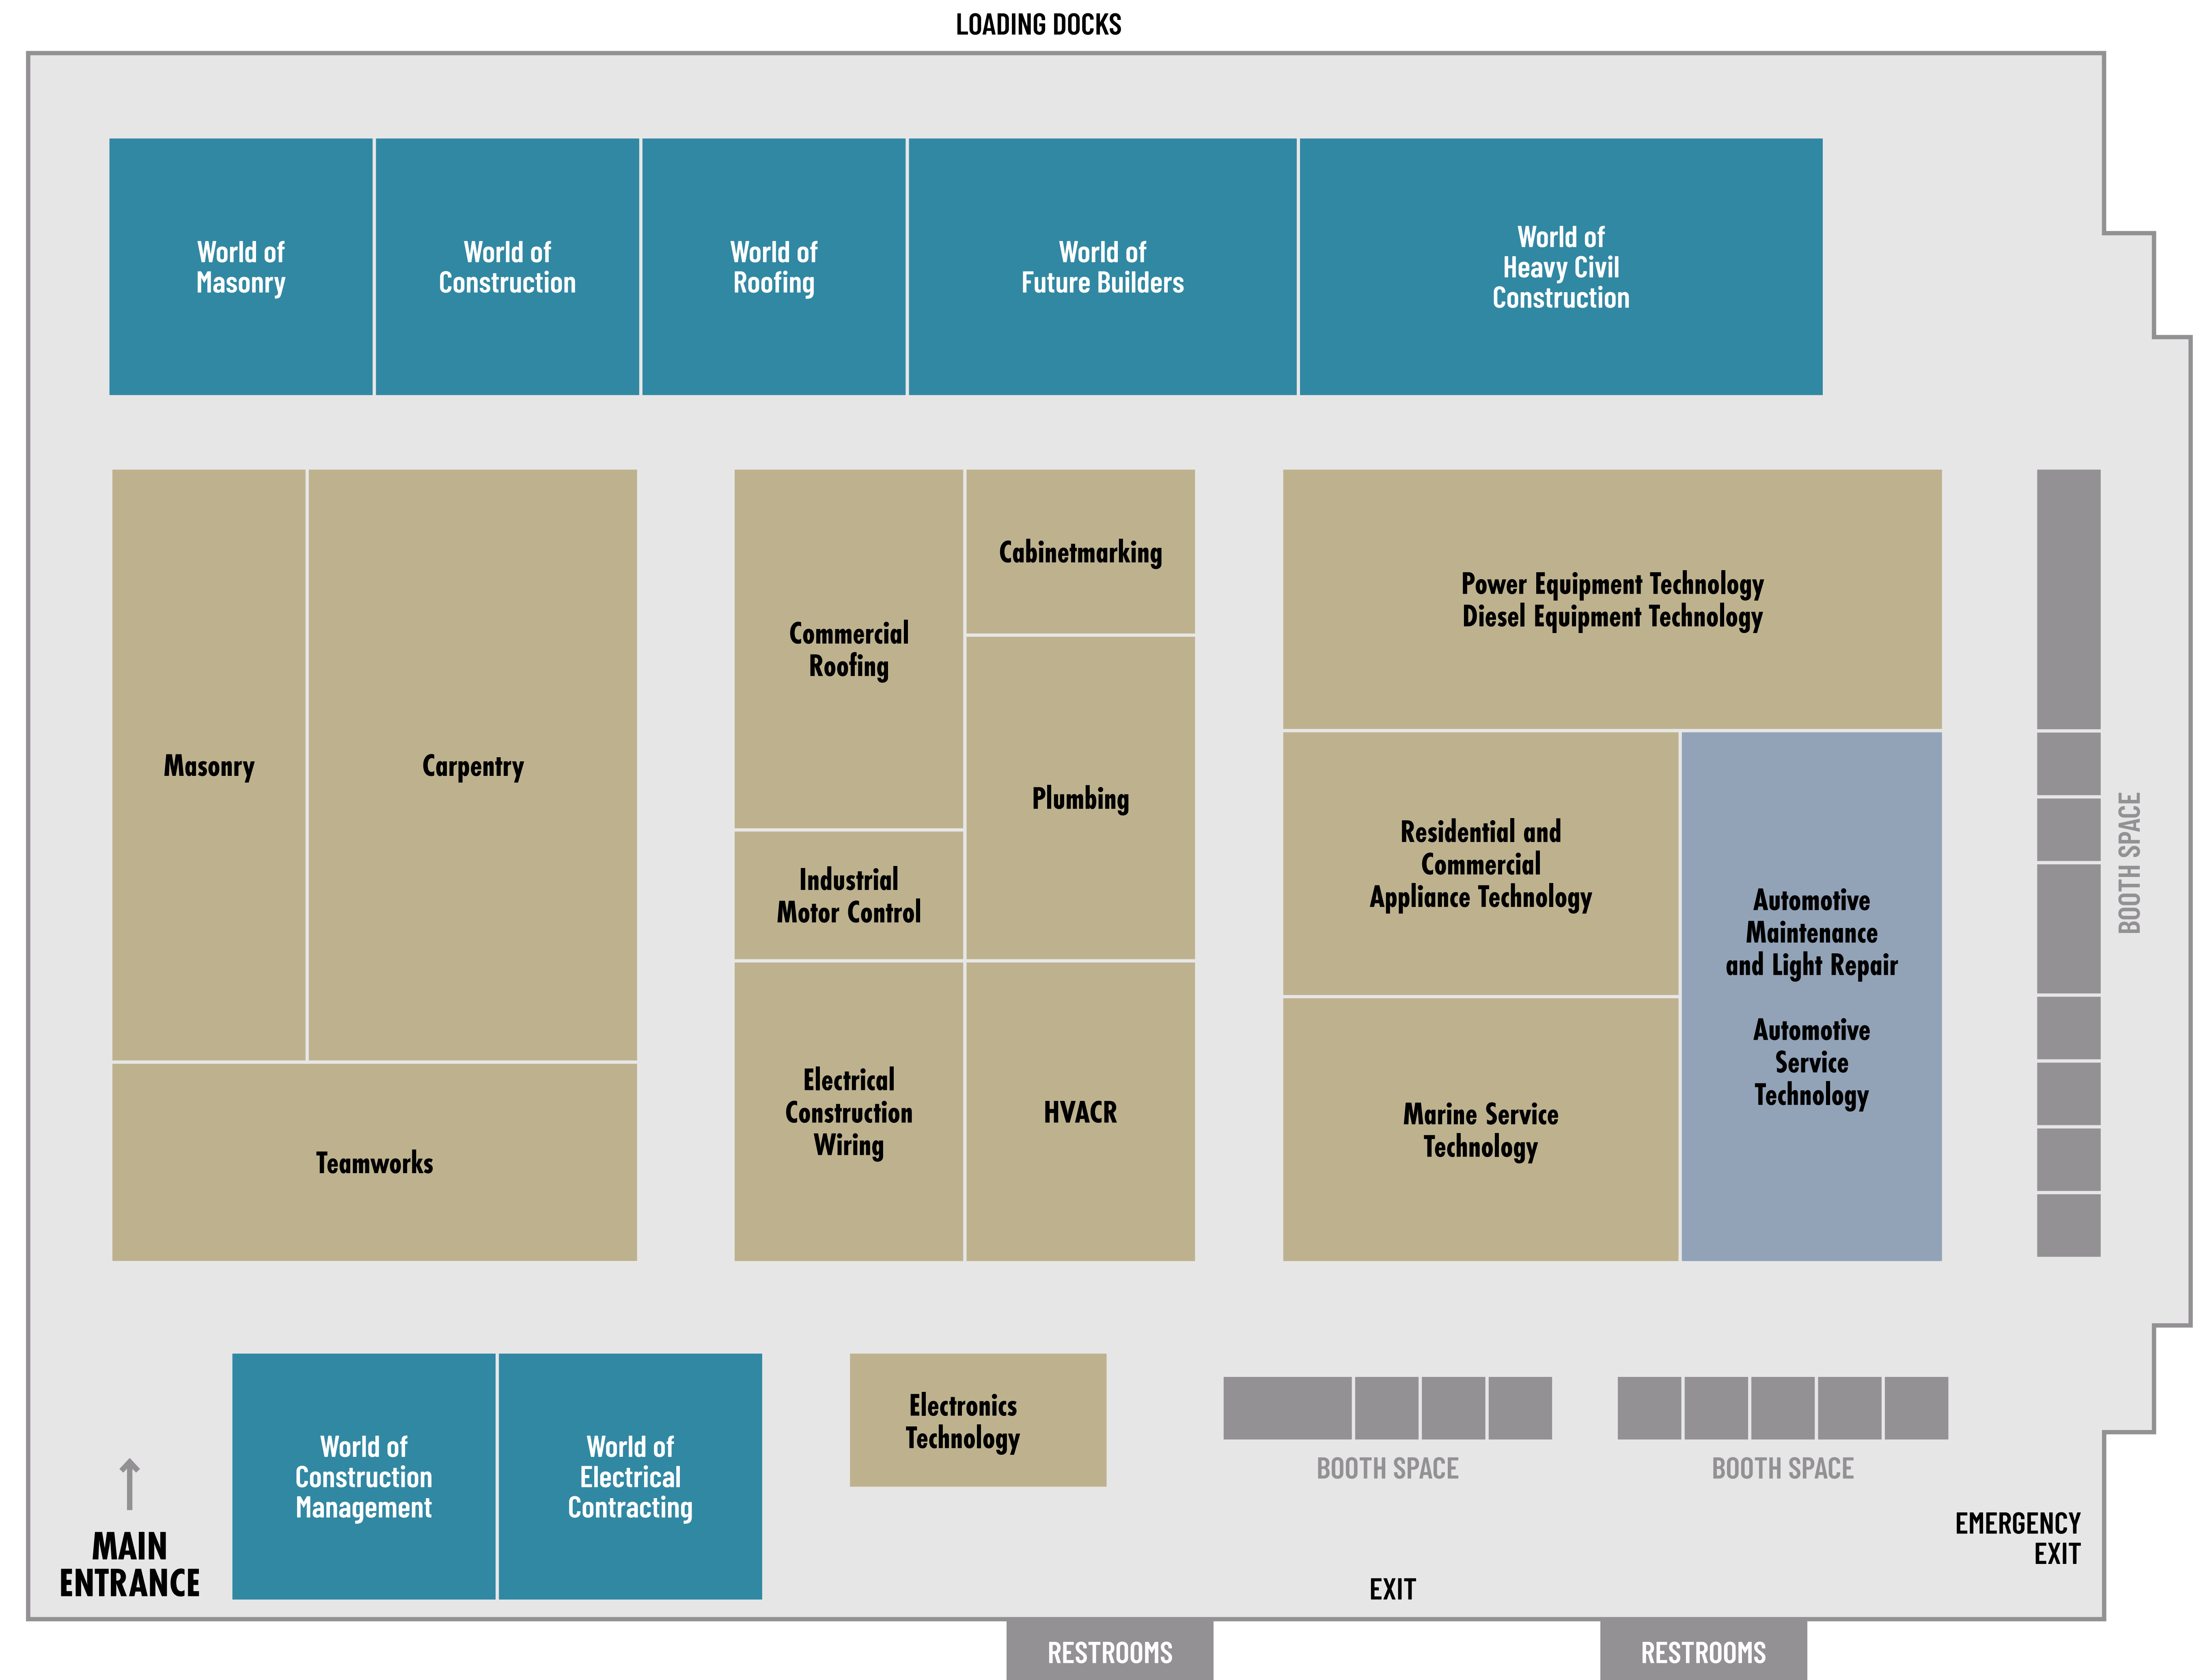 LOADING DOCKS
World of
Masonry
World of
Construction
World of
Roofing
World of
Future Builders
World of
Heavy Civil
Construction
Masonry
Carpentry
Teamworks
Commercial
Roofing
Cabinetmarking
Plumbing
Industrial
Motor Control
Electrical
Construction
Wiring
HVACR
Power Equipment Technology
Diesel Equipment Technology
Residential and
Commercial
Appliance Technology
Automotive
Maintenance
and Light Repair
Automotive
Service
Technology
Marine Service
Technology
BOOTH SPACE
MAIN
ENTRANCE
World of
Construction
Management
World of
Electrical
Contracting
Electronics
Technology
BOOTH SPACE
BOOTH SPACE
EMERGENCY
EXIT
EXIT
RESTROOMS
RESTROOMS